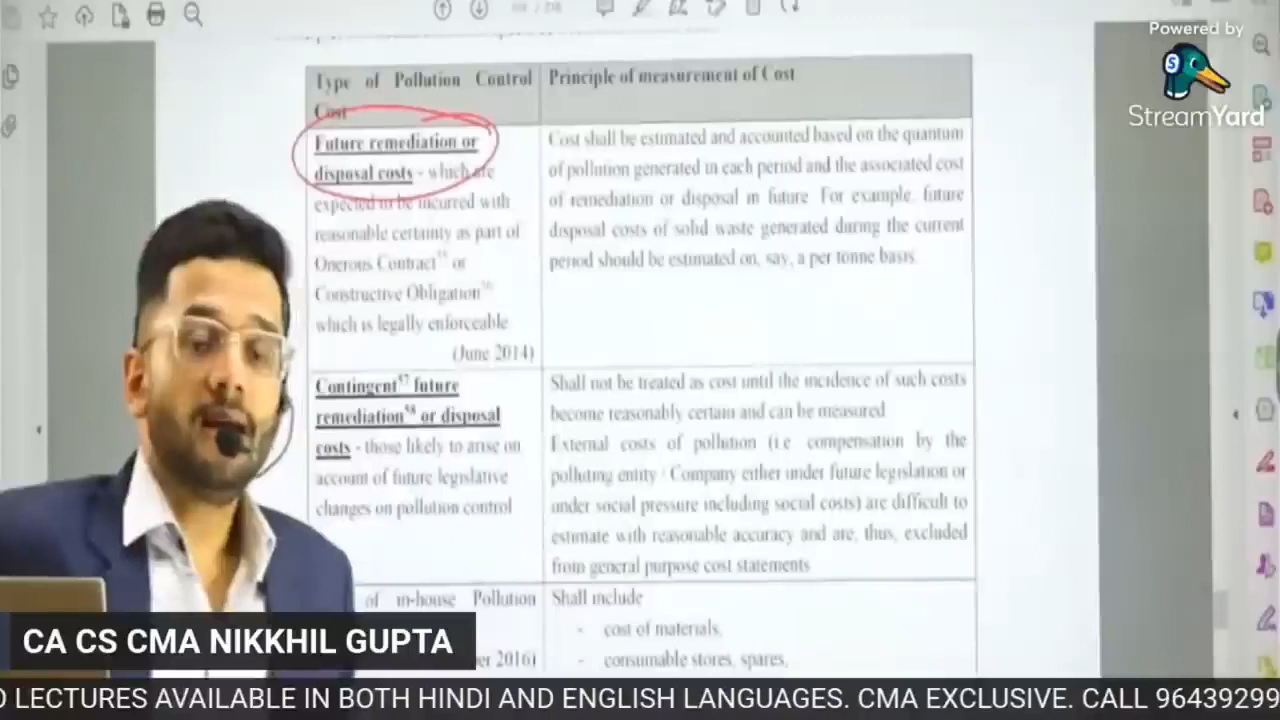 Powered by
StreamYard
Type of Pollution Control
Cost
Principle of measurement of Cost
Future remediation or
disposal costs - which are
expected to be incurred with
reasonable certainty as part of
Onerous Contract or
Constructive Obligation
which is legally enforceable
(June 2014)
Cost shall be estimated and accounted based on the quantum
of pollution generated in each period and the associated cost
of remediation or disposal in future. For example, future
disposal costs of solid waste generated during the current
period should be estimated on, say, a per tonne basis.
Contingent57 future
remediation58 or disposal
costs - those likely to arise on
account of future legislative
changes on pollution control
Shall not be treated as cost until the incidence of such costs
become reasonably certain and can be measured
External costs of pollution (i.e compensation by the
polluting entity / Company either under future legislation or
under social pressure including social costs) are difficult to
estimate with reasonable accuracy and are, thus, excluded
from general purpose cost statements
of in-house Pollution
er 2016)
Shall include
- cost of materials,
- consumable stores, spares,
CA CS CMA NIKKHIL GUPTA
O LECTURES AVAILABLE IN BOTH HINDI AND ENGLISH LANGUAGES. CMA EXCLUSIVE. CALL 96439299